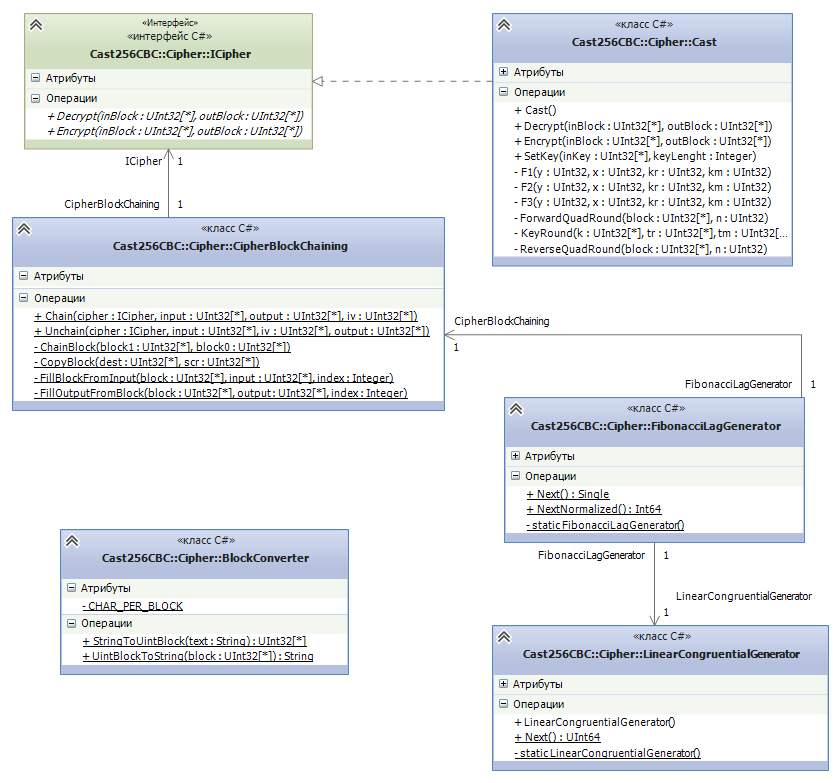 «Интерфейс»
«интерфейс C#»
Cast256CBC::Cipher::ICipher
Атрибуты
Операции
+ Decrypt(inBlock : UInt32[*], outBlock : UInt32[*])
+ Encrypt(inBlock : UInt32[*], outBlock : UInt32[*])
«класс C#»
Cast256CBC::Cipher::Cast
Атрибуты
Операции
+ Cast()
+ Decrypt(inBlock : UInt32[*], outBlock : UInt32[*])
+ Encrypt(inBlock : UInt32[*], outBlock : UInt32[*])
+ SetKey(inKey : UInt32[*], keyLenght : Integer)
- F1(y : UInt32, x : UInt32, kr : UInt32, km : UInt32)
- F2(y : UInt32, x : UInt32, kr : UInt32, km : UInt32)
- F3(y : UInt32, x : UInt32, kr : UInt32, km : UInt32)
- ForwardQuadRound(block : UInt32[*], n : UInt32)
- KeyRound(k : UInt32[*], tr : UInt32[*], tm : UInt32[...
- ReverseQuadRound(block : UInt32[*], n : UInt32)
ICipher 1
CipherBlockChaining 1
«класс C#»
Cast256CBC::Cipher::CipherBlockChaining
Атрибуты
Операции
+ Chain(cipher : ICipher, input : UInt32[*], output : UInt32[*], iv : UInt32[*])
+ Unchain(cipher : ICipher, input : UInt32[*], iv : UInt32[*], output : UInt32[*])
- ChainBlock(block1 : UInt32[*], block0 : UInt32[*])
- CopyBlock(dest : UInt32[*], scr : UInt32[*])
- FillBlockFromInput(block : UInt32[*], input : UInt32[*], index : Integer)
- FillOutputFromBlock(block : UInt32[*], output : UInt32[*], index : Integer)
CipherBlockChaining
1
FibonacciLagGenerator 1
«класс C#»
Cast256CBC::Cipher::FibonacciLagGenerator
Атрибуты
Операции
+ Next() : Single
+ NextNormalized() : Int64
- static FibonacciLagGenerator()
FibonacciLagGenerator 1
LinearCongruentialGenerator
1
«класс C#»
Cast256CBC::Cipher::BlockConverter
Атрибуты
- CHAR_PER_BLOCK
Операции
+ StringToUintBlock(text : String) : UInt32[*]
+ UintBlockToString(block : UInt32[*]) : String
«класс C#»
Cast256CBC::Cipher::LinearCongruentialGenerator
Атрибуты
Операции
+ LinearCongruentialGenerator()
+ Next() : UInt64
- static LinearCongruentialGenerator()